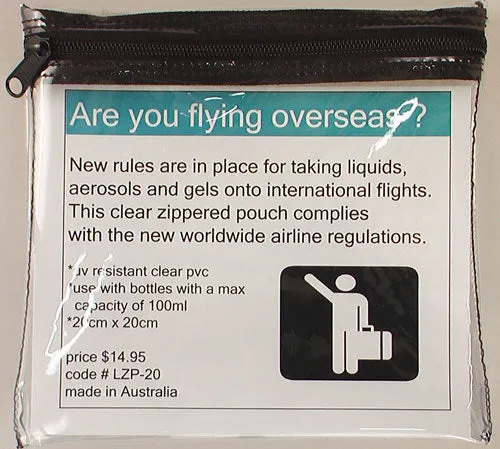 Are you flying overseas?
New rules are in place for taking liquids,
aerosols and gels onto international flights.
This clear zippered pouch complies
with the new worldwide airline regulations.
*uv resistant clear pvc
*use with bottles with a max
capacity of 100ml
*20cm x 20cm
price $14.95
code # LZP-20
made in Australia